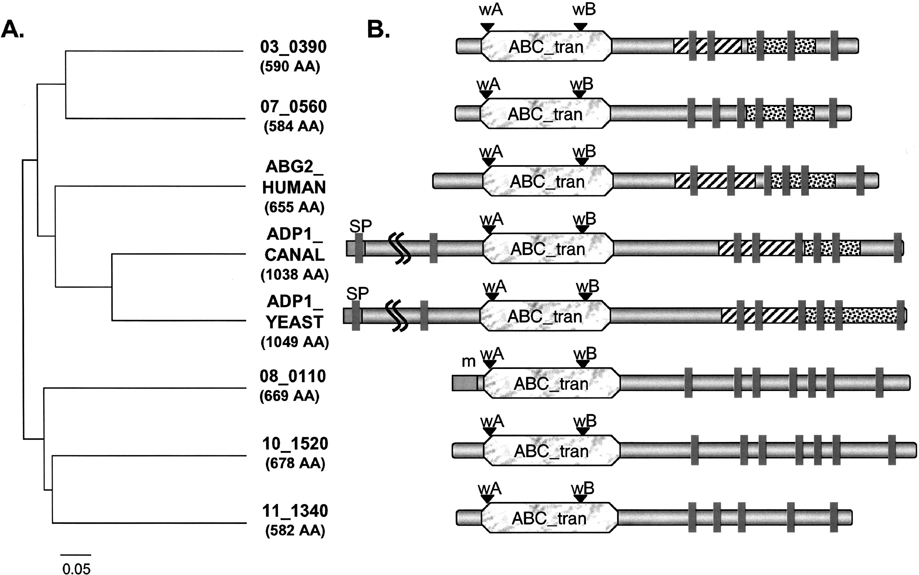 A.
B.
03_0390
(590 AA)
wA wB
ABC_tran
07_0560
(584 AA)
wA wB
ABC_tran
ABG2_
HUMAN
(655 AA)
wA wB
ABC_tran
ADP1_
CANAL
(1038 AA)
SP wA wB
ABC_tran
ADP1_
YEAST
(1049 AA)
SP wA wB
ABC_tran
08_0110
(669 AA)
m wA wB
ABC_tran
10_1520
(678 AA)
wA wB
ABC_tran
11_1340
(582 AA)
wA wB
ABC_tran
0.05